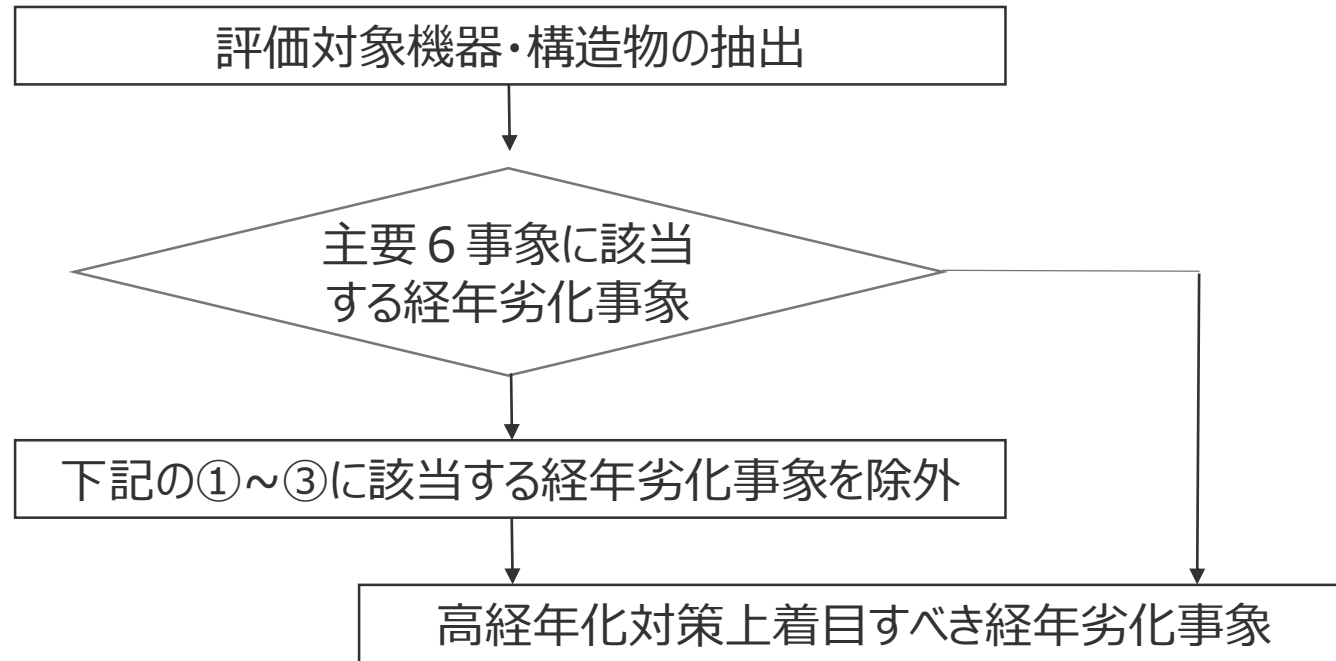 評価対象機器・構造物の抽出
主要６事象に該当
する経年劣化事象
下記の①~③に該当する経年劣化事象を除外
高経年化対策上着目すべき経年劣化事象